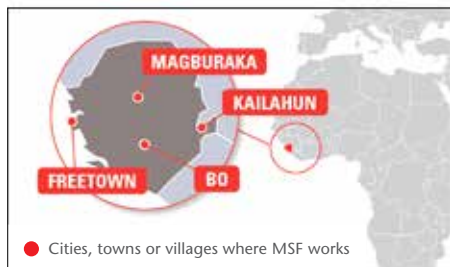 MAGBURAKA
KAILAHUN
FREETOWN
BO
Cities, towns or villages where MSF works